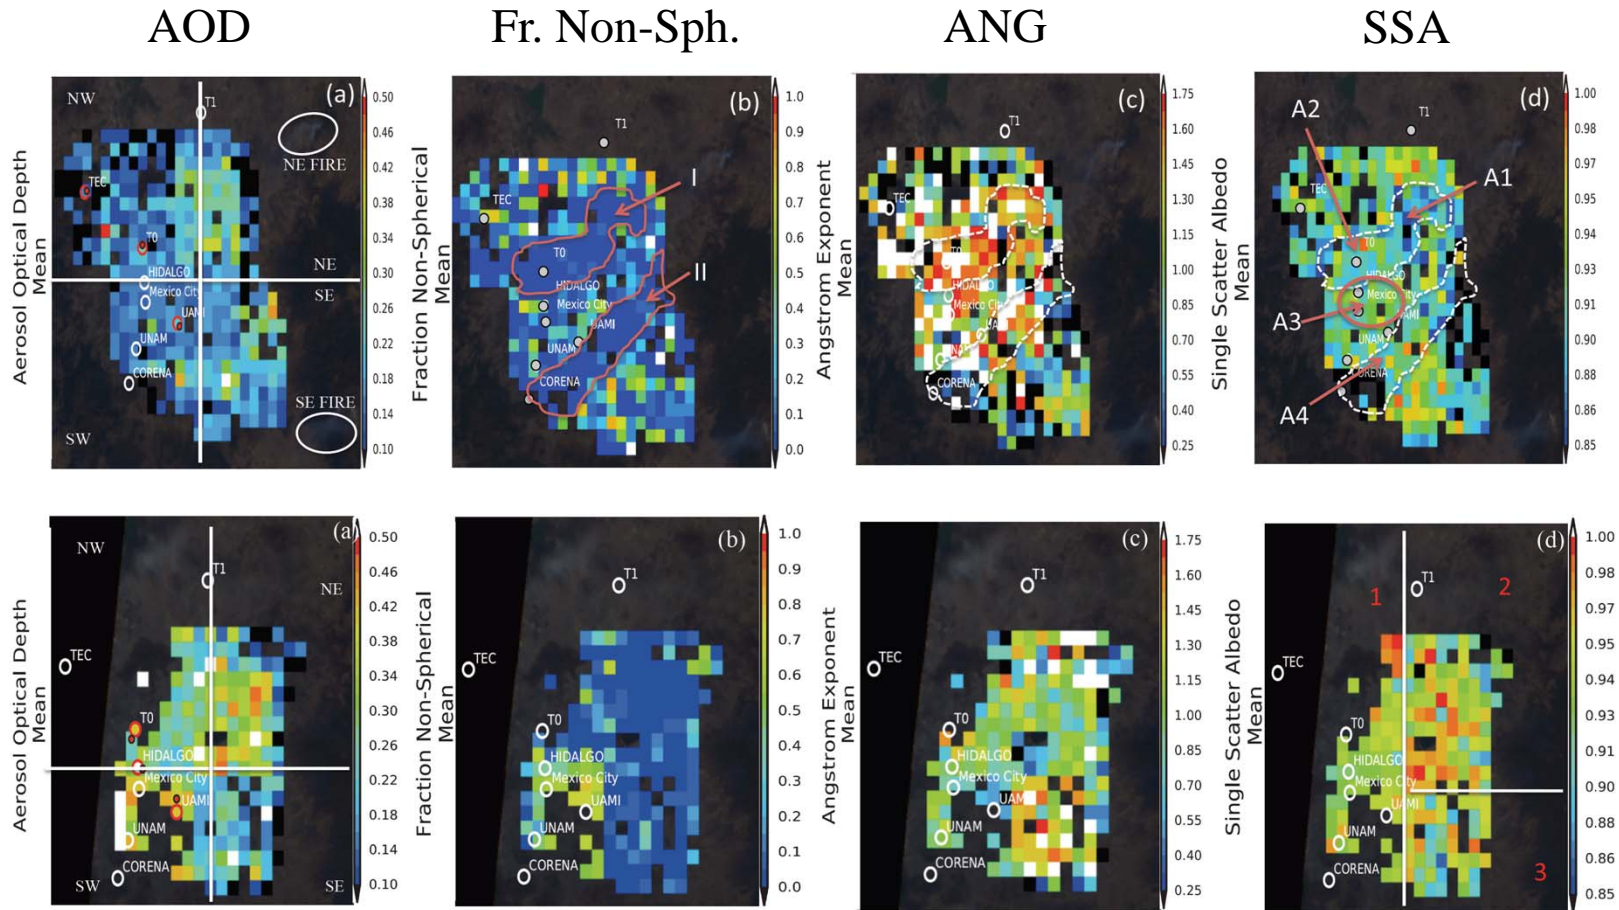 AOD
Fr. Non-Sph.
ANG
SSA
Aerosol Optical Depth
Mean
NW
(a)
T1
NE FIRE
TEC
T0
HIDALGO
NE
Mexico City
SE
UAMI
UNAM
CORENA
SE FIRE
SW
0.50
0.46
0.42
0.38
0.34
0.30
0.26
0.22
0.18
0.14
0.10
Fraction Non-Spherical
Mean
(b)
T1
I
TEC
T0
II
HIDALGO
Mexico City
UAMI
UNAM
CORENA
1.0
0.9
0.8
0.7
0.6
0.5
0.4
0.3
0.2
0.1
0.0
Angstrom Exponent
Mean
(c)
T1
TEC
T0
HIDALGO
CORENA
1.75
1.60
1.45
1.30
1.15
1.00
0.85
0.70
0.55
0.40
0.25
Single Scatter Albedo
Mean
(d)
A2
T1
A1
TEC
T0
HIDALGO
Mexico City
A3
UAMI
UNAM
CORENA
A4
1.00
0.98
0.97
0.95
0.94
0.93
0.91
0.90
0.88
0.86
0.85
Aerosol Optical Depth
Mean
(a)
NW
T1
NE
TEC
T0
HIDALGO
Mexico City
UAMI
UNAM
CORENA
SW
SE
0.50
0.46
0.42
0.38
0.34
0.30
0.26
0.22
0.18
0.14
0.10
Fraction Non-Spherical
Mean
(b)
T1
TEC
T0
HIDALGO
Mexico City
UAMI
UNAM
CORENA
1.0
0.9
0.8
0.7
0.6
0.5
0.4
0.3
0.2
0.1
0.0
Angstrom Exponent
Mean
(c)
T1
TEC
T0
HIDALGO
Mexico City
UAMI
UNAM
CORENA
1.75
1.60
1.45
1.30
1.15
1.00
0.85
0.70
0.55
0.40
0.25
Single Scatter Albedo
Mean
(d)
1
T1
2
TEC
T0
HIDALGO
Mexico City
UAMI
UNAM
CORENA
3
1.00
0.98
0.97
0.95
0.94
0.93
0.91
0.90
0.88
0.86
0.85